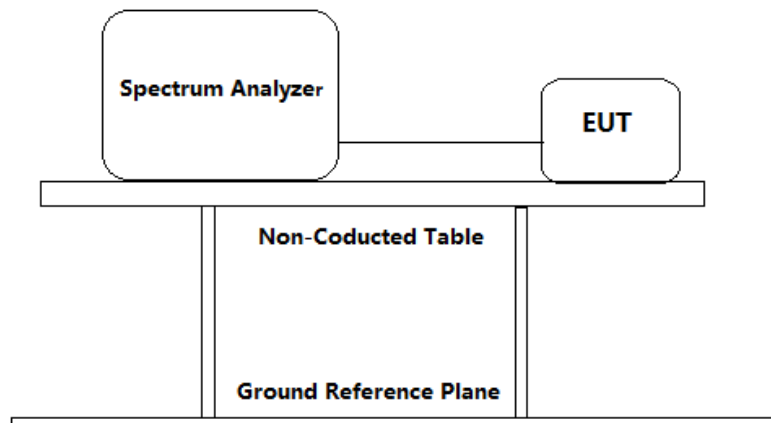 Spectrum Analyzer
EUT
Non-Coducted Table
Ground Reference Plane